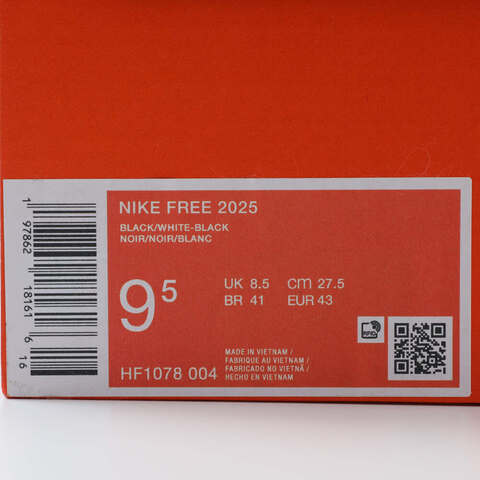 NIKE FREE 2025
BLACK/WHITE-BLACK
NOIR/NOIR/BLANC
9 5
UK 8.5 cm 27.5
BR 41 EUR 43
MADE IN VIETNAM /
FABRIQUE AU VIETNAM /
FABRICADO NO VIETNÃ /
HECHO EN VIETNAM
HF1078 004
1 97862 18161 6
16
RFID